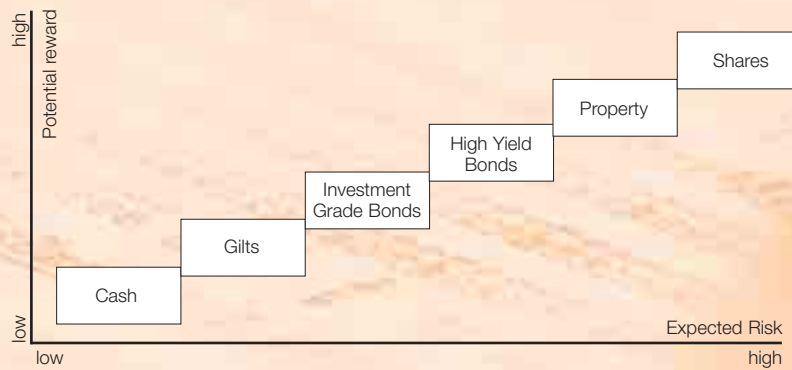 high
Potential reward
low
Shares
Property
High Yield
Bonds
Investment
Grade Bonds
Gilts
Cash
Expected Risk
low
high